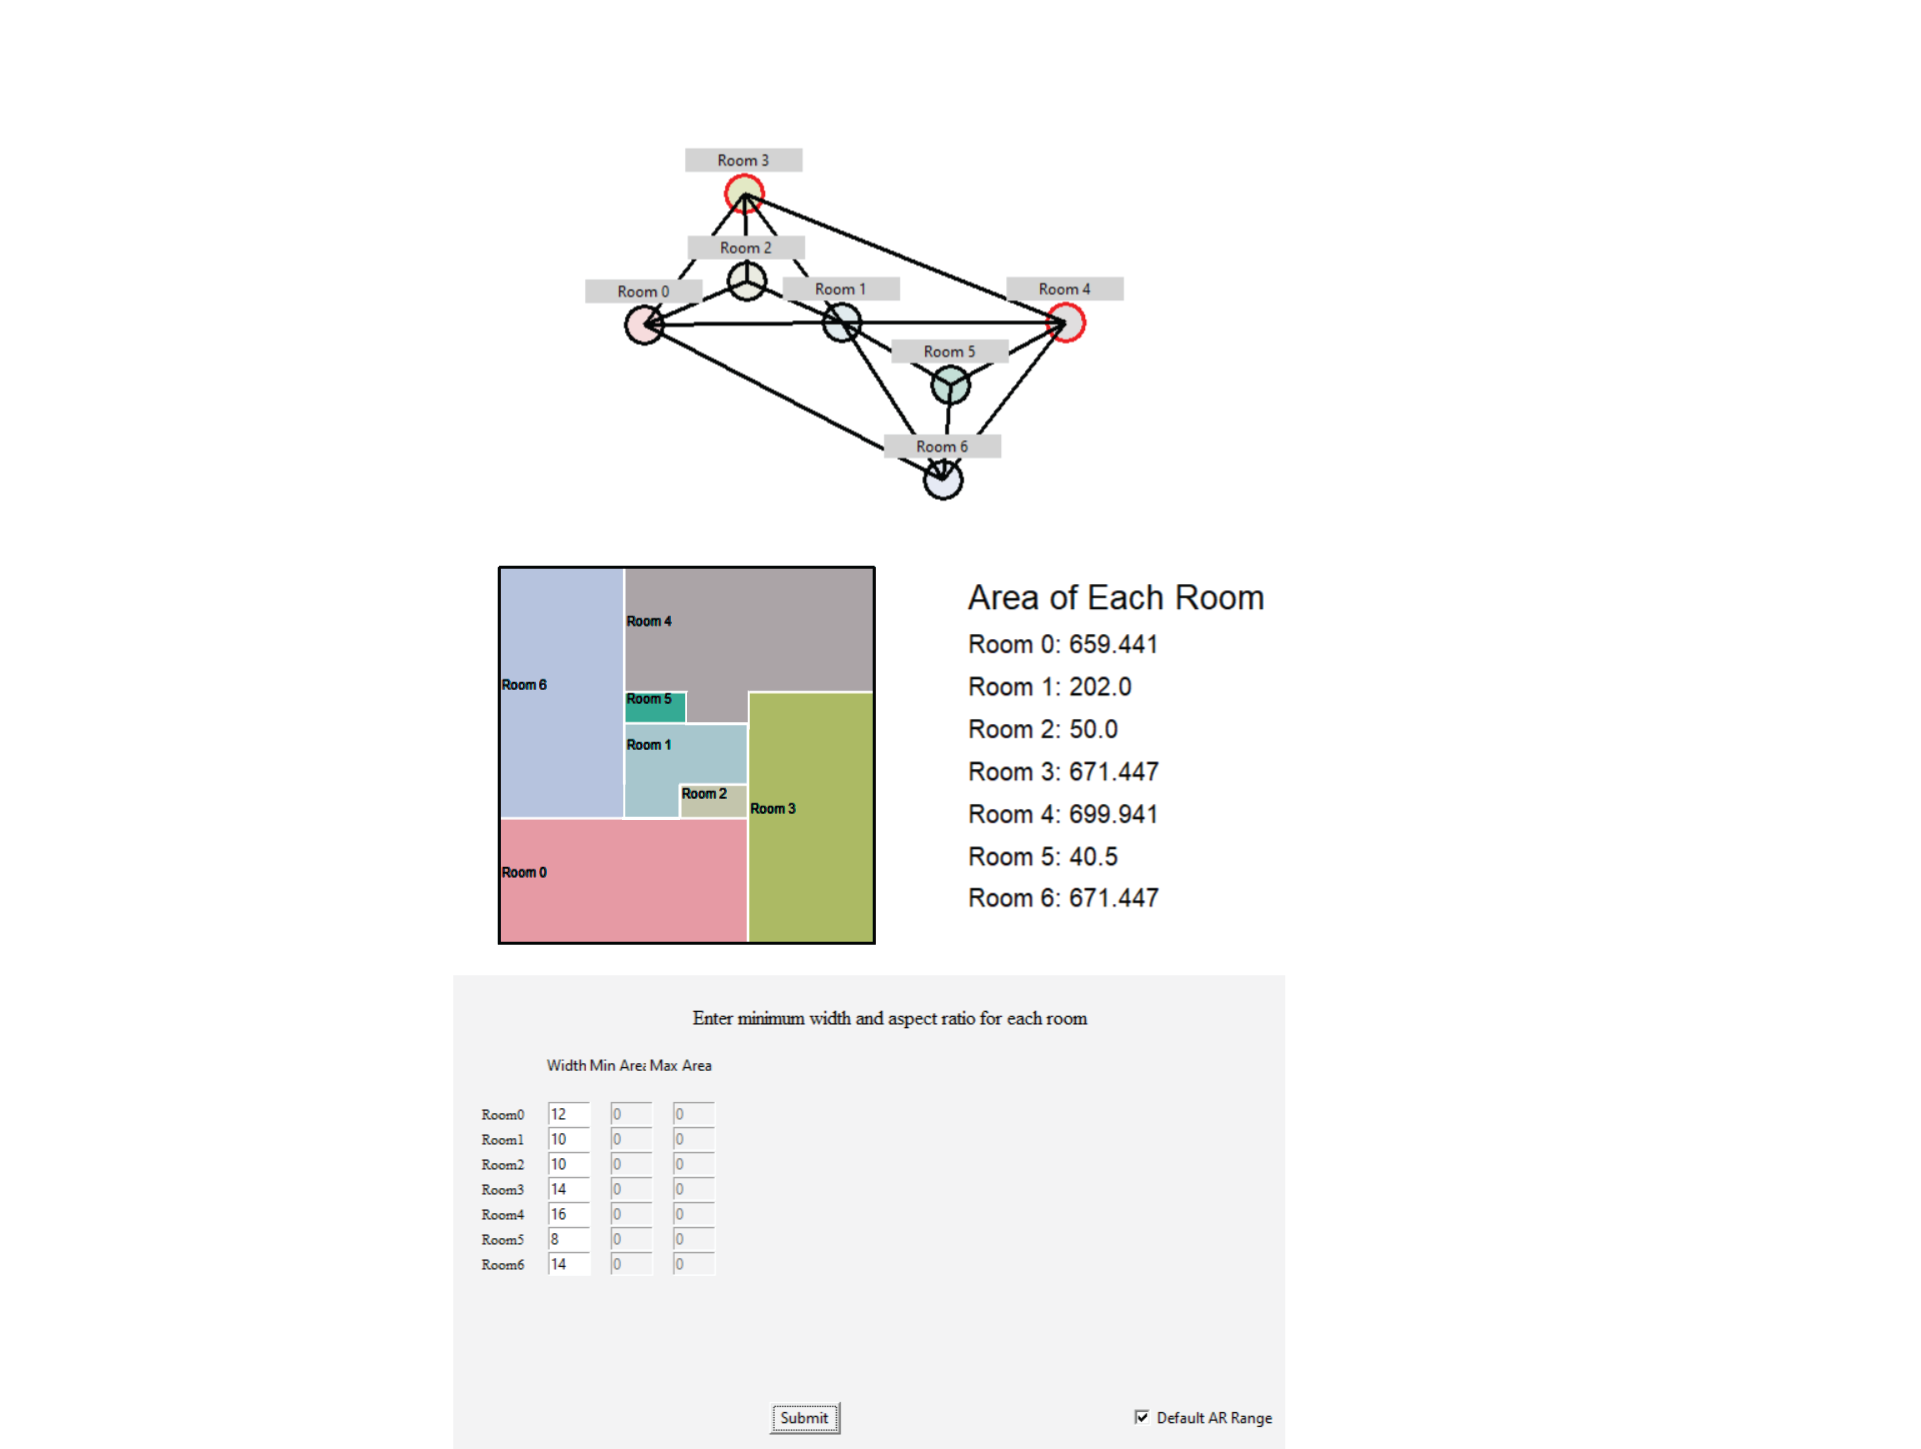 Room 3
Room 2
Room 0
Room 1
Room 4
Room 5
Room 6
Room 4
Room 6
Room 5
Room 1
Room 2
Room 3
Room 0
Area of Each Room
Room 0: 659.441
Room 1: 202.0
Room 2: 50.0
Room 3: 671.447
Room 4: 699.941
Room 5: 40.5
Room 6: 671.447
Enter minimum width and aspect ratio for each room
Width Min Area Max Area
Room0 12 0 0
Room1 10 0 0
Room2 10 0 0
Room3 14 0 0
Room4 16 0 0
Room5 8 0 0
Room6 14 0 0
Submit
Default AR Range